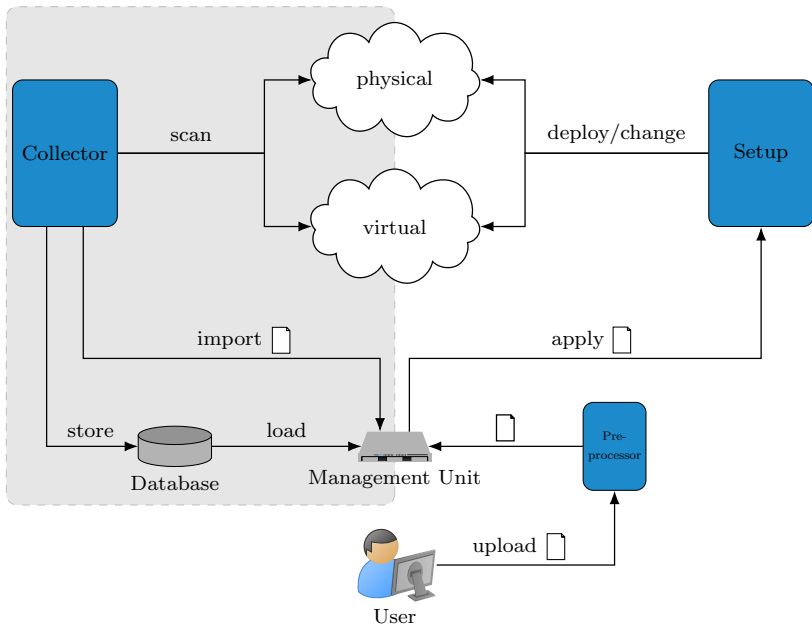 physical
Collector
scan
deploy/change
Setup
virtual
import
apply
store
load
Pre-
processor
Database
Management Unit
upload
User